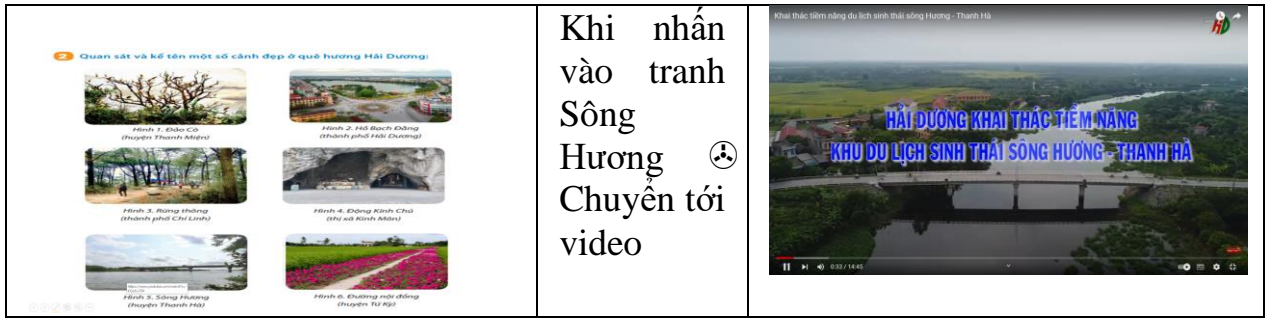 2 Quan sát và kể tên một số cảnh đẹp ở quê hương Hải Dương:
Hình 1. Đảo Cò
(huyện Thanh Miện)
Hình 2. Hồ Bạch Đằng
(thành phố Hải Dương)
Hình 3. Rừng thông
(thành phố Chí Linh)
Hình 4. Động Kính Chủ
(thị xã Kinh Môn)
Hình 5. Sông Hương
(huyện Thanh Hà)
Hình 6. Đường nội đồng
(huyện Tứ Kỳ)
Khi nhấn
vào tranh
Sông
Hương
Chuyển tới
video
Khai thác tiềm năng du lịch sinh thái sông Hương - Thanh Hà
HD
HẢI DƯƠNG KHAI THÁC TIỀM NĂNG
KHU DU LỊCH SINH THÁI SÔNG HƯƠNG - THANH HÀ
0:33 / 14:45